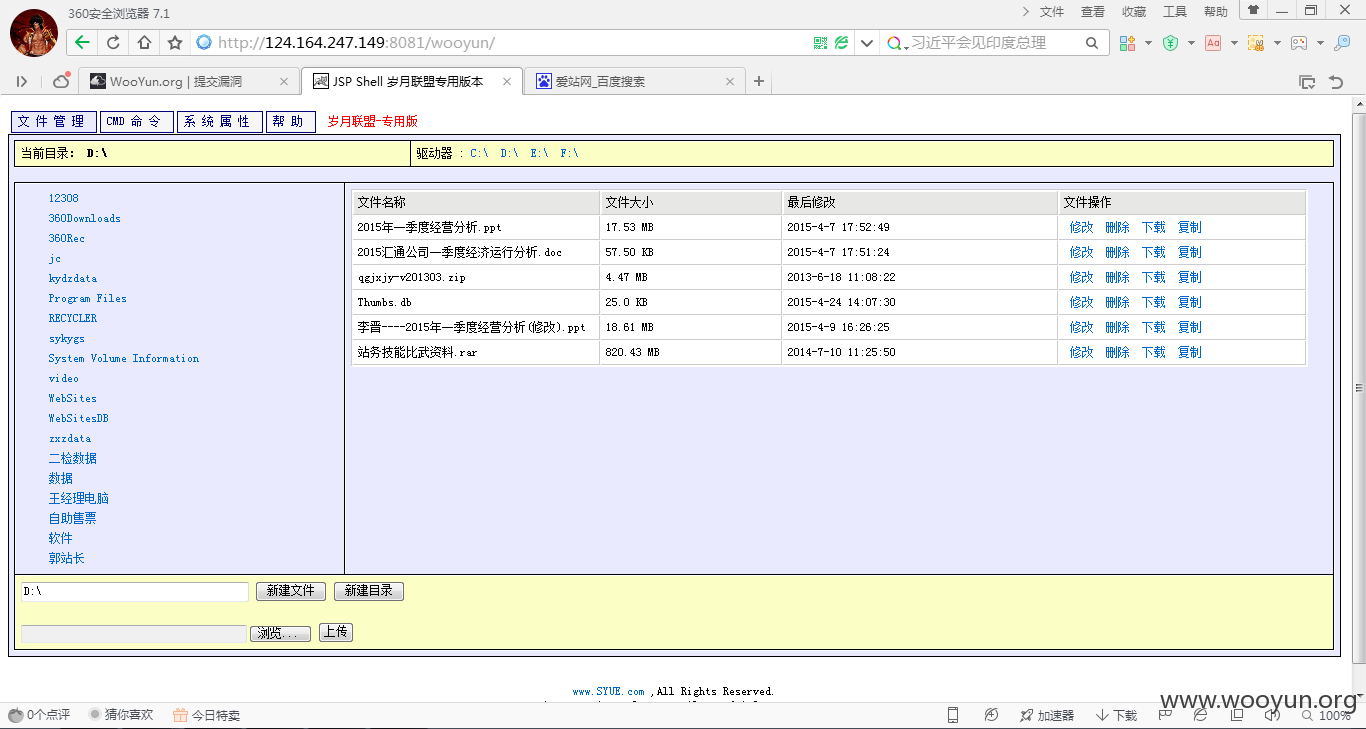 360安全浏览器 7.1
文件 查看 收藏 工具 帮助
http://124.164.247.149:8081/wooyun/
习近平会见印度总理
WooYun.org | 提交漏洞
JSP Shell 岁月联盟专用版本
爱站网_百度搜索
文件管理 CMD命令 系统属性 帮助 岁月联盟-专用版
当前目录: D:\ 驱动器 : C:\ D:\ E:\ F:\
12308
360Downloads
360Rec
jc
kydzdata
Program Files
RECYCLER
sykygs
System Volume Information
video
WebSites
WebSitesDB
zxzdata
二检数据
数据
王经理电脑
自助售票
软件
郭站长
文件名称 文件大小 最后修改 文件操作
2015年一季度经营分析.ppt 17.53 MB 2015-4-7 17:52:49 修改 删除 下载 复制
2015汇通公司一季度经济运行分析.doc 57.50 KB 2015-4-7 17:51:24 修改 删除 下载 复制
qgjxjy-v201303.zip 4.47 MB 2013-6-18 11:08:22 修改 删除 下载 复制
Thumbs.db 25.0 KB 2015-4-24 14:07:30 修改 删除 下载 复制
李晋----2015年一季度经营分析(修改).ppt 18.61 MB 2015-4-9 16:26:25 修改 删除 下载 复制
站务技能比武资料.rar 820.43 MB 2014-7-10 11:25:50 修改 删除 下载 复制
D:\ 新建文件 新建目录
浏览... 上传
www.SYUE.com ,All Rights Reserved.
www.wooyun.org
0个点评 猜你喜欢 今日特卖 加速器 下载 100%